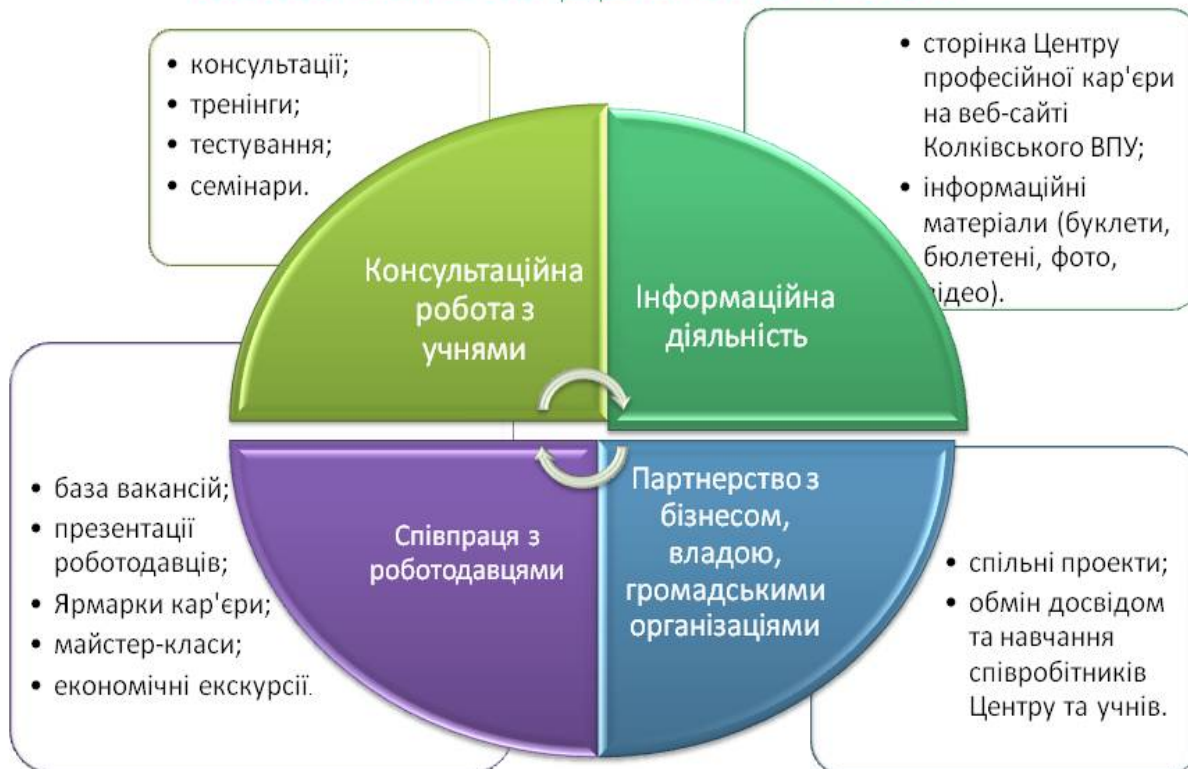 • консультації;
• тренінги;
• тестування;
• семінари.
• сторінка Центру
професійної кар'єри
на веб-сайті
Колківського ВПУ;
• інформаційні
матеріали (буклети,
бюлетені, фото,
відео).
Консультаційна
робота з
учнями
Інформаційна
діяльність
• база вакансій;
• презентації
роботодавців;
• Ярмарки кар'єри;
• майстер-класи;
• економічні екскурсії.
Співпраця з
роботодавцями
Партнерство з
бізнесом,
владою,
громадськими
організаціями
• спільні проекти;
• обмін досвідом
та навчання
співробітників
Центру та учнів.